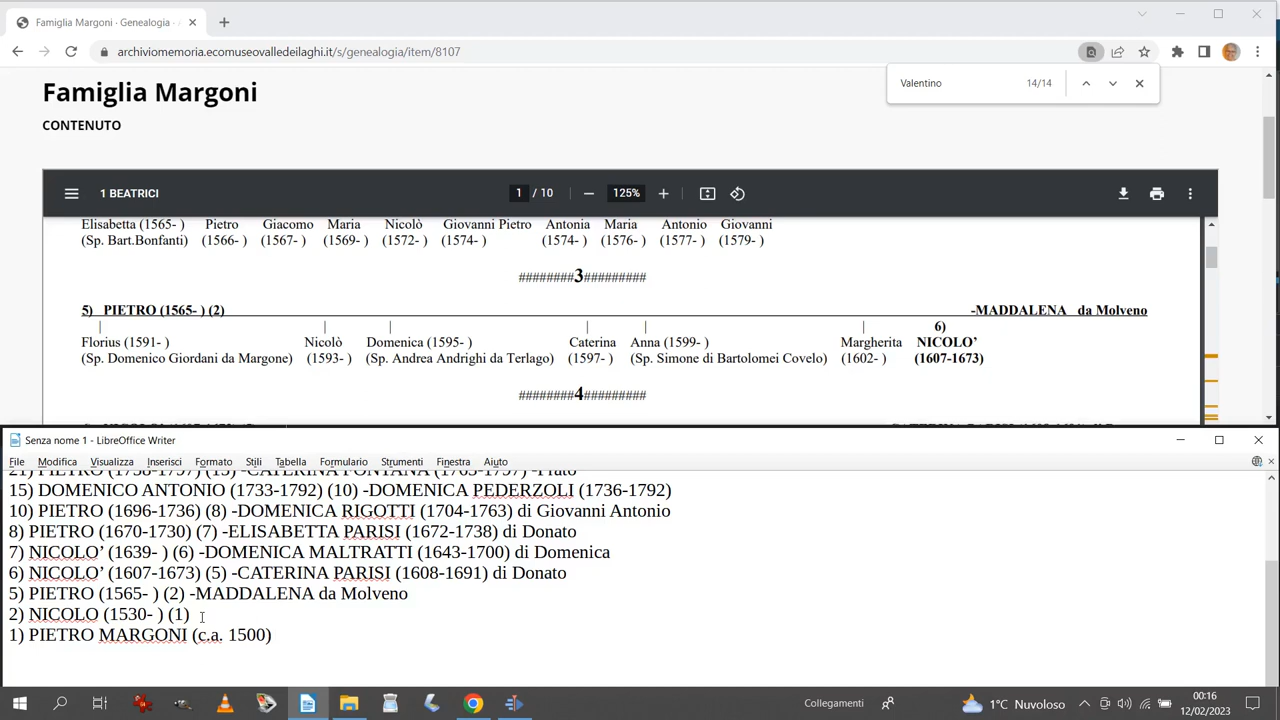 Famiglia Margoni · Genealogia ·
archiviomemoria.ecomuseovalledeilaghi.it/s/genealogia/item/8107
Valentino 14/14
Famiglia Margoni
CONTENUTO
1 BEATRICI 1 / 10 125%
Elisabetta (1565- ) Pietro Giacomo Maria Nicolò Giovanni Pietro Antonia Maria Antonio Giovanni
(Sp. Bart.Bonfanti) (1566- ) (1567- ) (1569- ) (1572- ) (1574- ) (1574- ) (1576- ) (1577- ) (1579- )
########3#########
5) PIETRO (1565- ) (2) -MADDALENA da Molveno
| | | | | | 6)
Florius (1591- ) Nicolò Domenica (1595- ) Caterina Anna (1599- ) Margherita NICOLO’
(Sp. Domenico Giordani da Margone) (1593- ) (Sp. Andrea Andrighi da Terlago) (1597- ) (Sp. Simone di Bartolomei Covelo) (1602- ) (1607-1673)
########4#########
Senza nome 1 - LibreOffice Writer
File Modifica Visualizza Inserisci Formato Stili Tabella Formulario Strumenti Finestra Aiuto
15) DOMENICO ANTONIO (1733-1792) (10) -DOMENICA PEDERZOLI (1736-1792)
10) PIETRO (1696-1736) (8) -DOMENICA RIGOTTI (1704-1763) di Giovanni Antonio
8) PIETRO (1670-1730) (7) -ELISABETTA PARISI (1672-1738) di Donato
7) NICOLO’ (1639- ) (6) -DOMENICA MALTRATTI (1643-1700) di Domenica
6) NICOLO’ (1607-1673) (5) -CATERINA PARISI (1608-1691) di Donato
5) PIETRO (1565- ) (2) -MADDALENA da Molveno
2) NICOLO (1530- ) (1)
1) PIETRO MARGONI (c.a. 1500)
Collegamenti 1°C Nuvoloso 00:16
12/02/2023